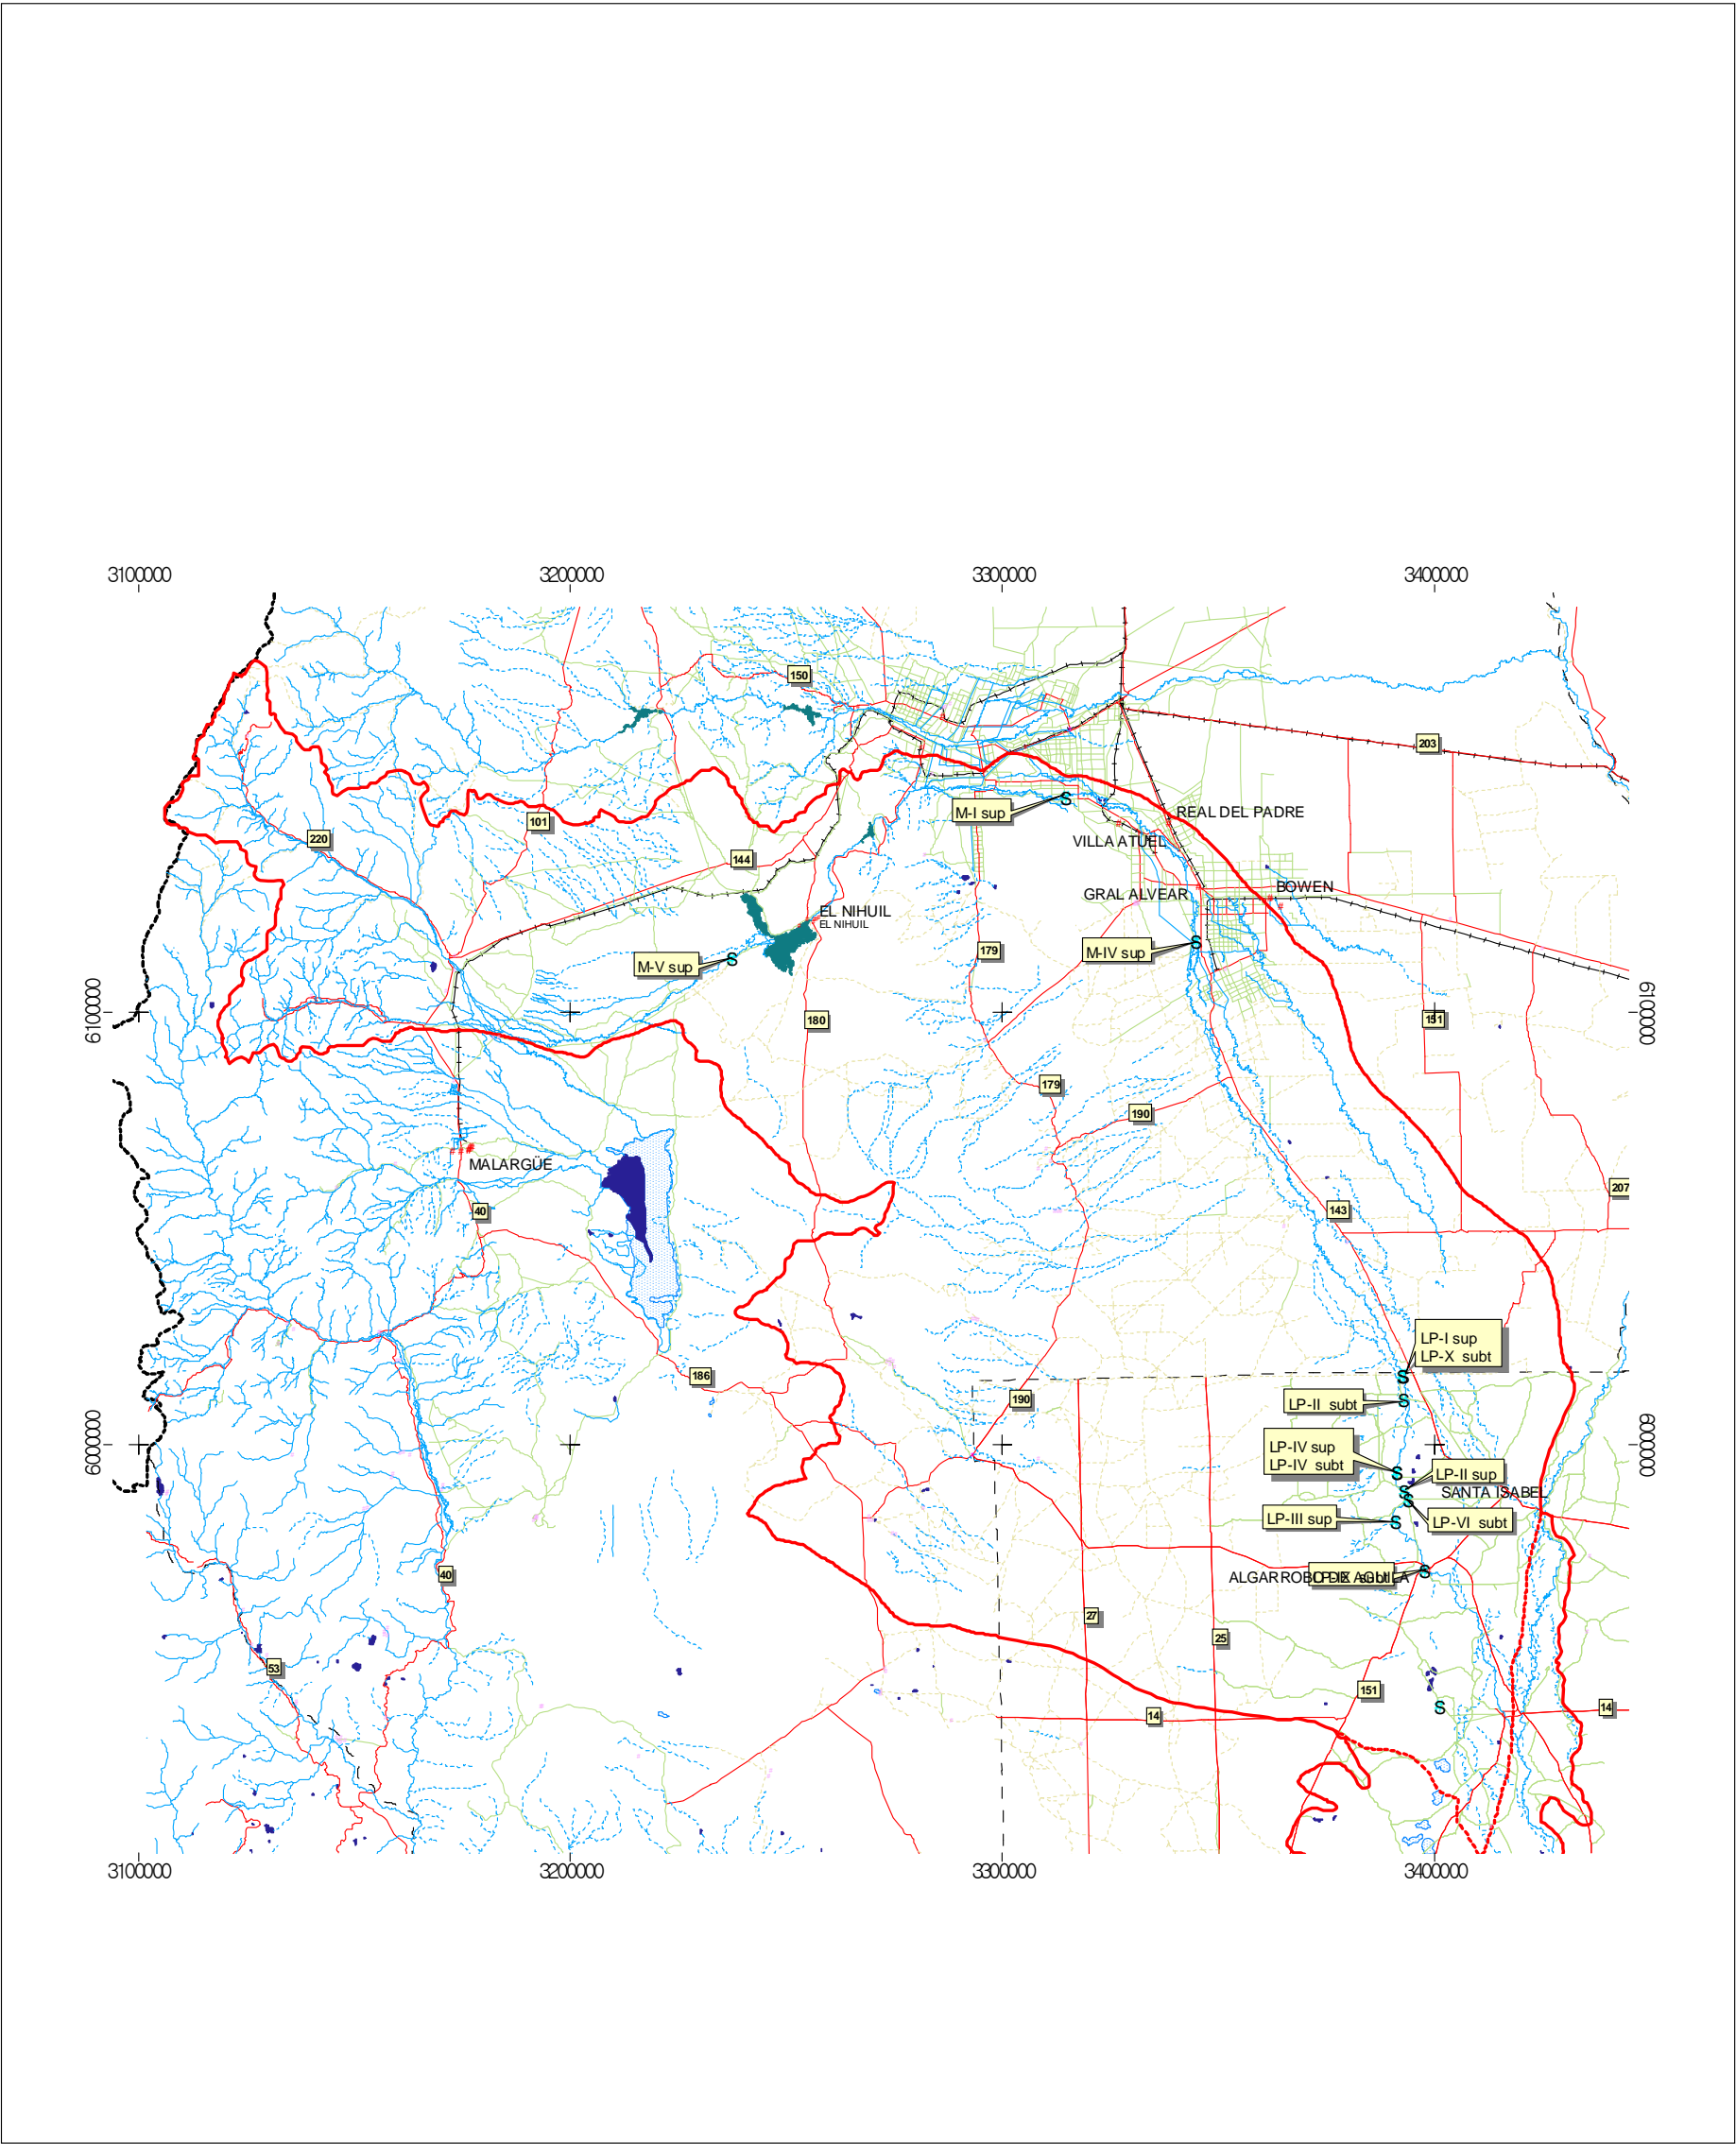 3100000
3200000
3300000
3400000
150
203
M-I sup
REAL DEL PADRE
101
220
VILLA ATUEL
144
BOWEN
GRAL ALVEAR
EL NIHUIL
EL NIHUIL
179
M-IV sup
M-V sup
6100000
6100000
180
151
179
190
MALARGÜE
207
40
143
LP-I sup
LP-X subt
186
190
LP-II subt
6000000
6000000
LP-IV sup
LP-IV subt
LP-II sup
SANTA ISABEL
LP-III sup
LP-VI subt
40
ALGARROBO DEL AGUILA
27
25
53
151
14
14
3100000
3200000
3300000
3400000